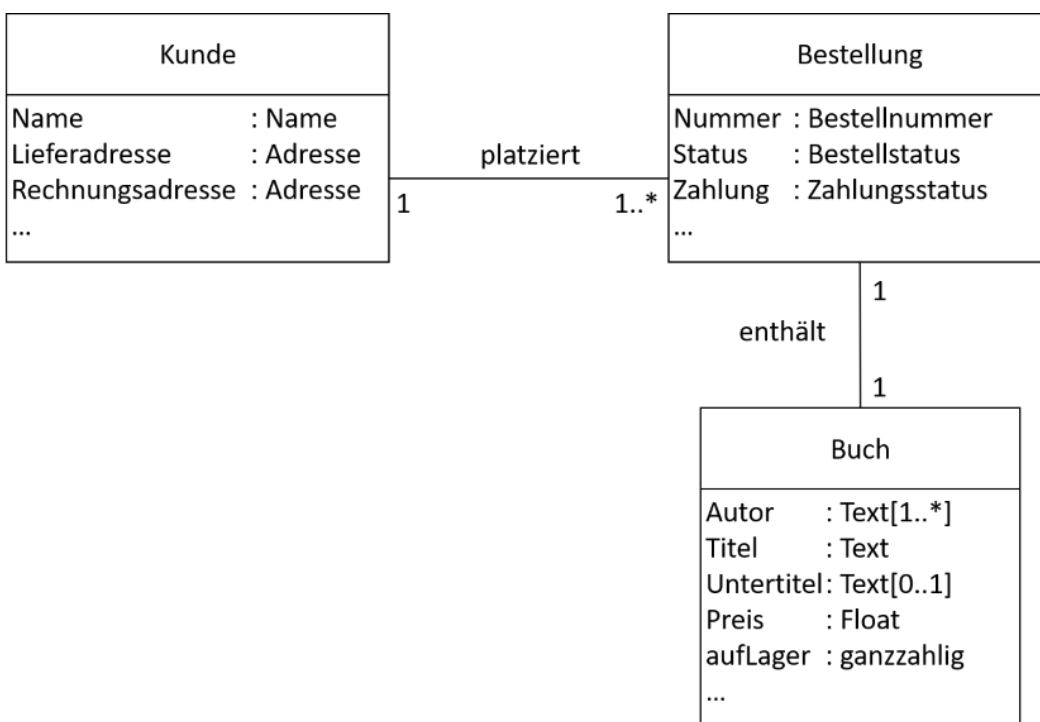 Kunde
Name : Name
Lieferadresse : Adresse
Rechnungsadresse : Adresse
...
platziert
1
1..*
Bestellung
Nummer : Bestellnummer
Status : Bestellstatus
Zahlung : Zahlungsstatus
...
1
enthält
1
Buch
Autor : Text[1..*]
Titel : Text
Untertitel: Text[0..1]
Preis : Float
aufLager : ganzzahlig
...